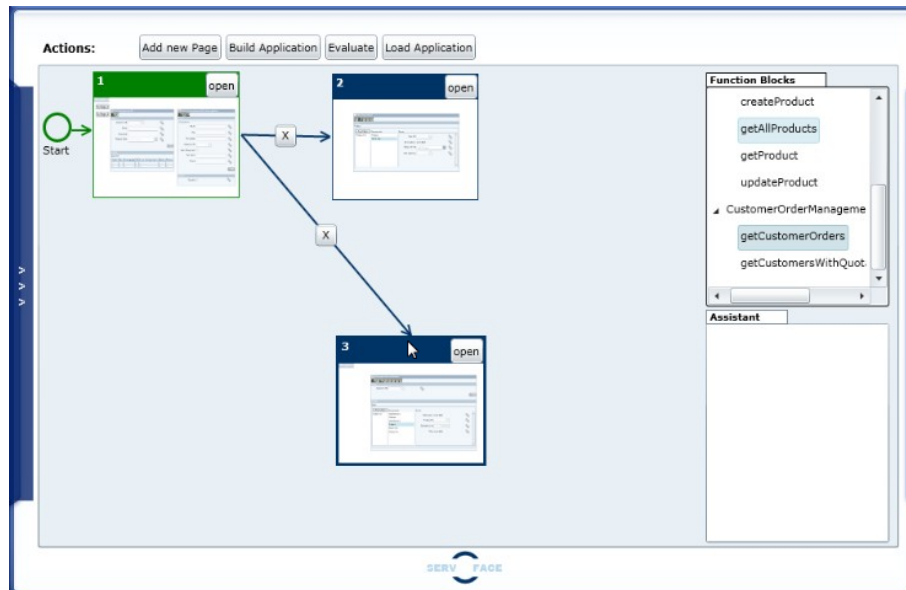 Actions: Add new Page Build Application Evaluate Load Application
1 open
2 open
Start
X
X
3 open
Function Blocks
createProduct
getAllProducts
getProduct
updateProduct
CustomerOrderManageme
getCustomerOrders
getCustomersWithQuot
Assistant
SERV FACE